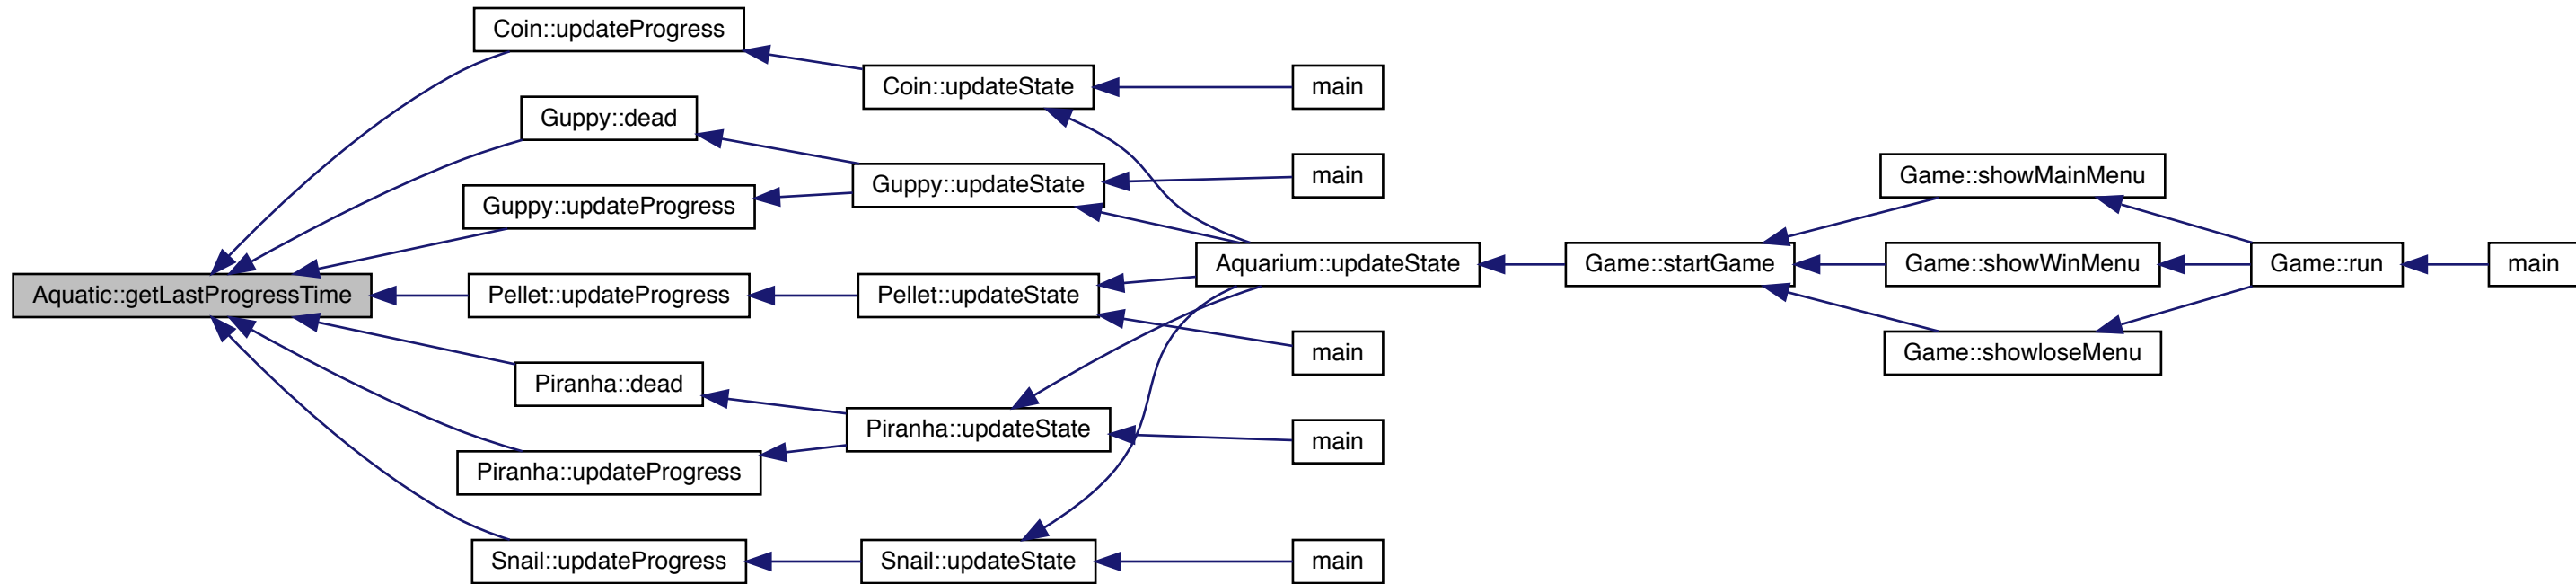 Coin::updateProgress
Coin::updateState
main
Guppy::dead
Guppy::updateState
main
Guppy::updateProgress
Game::showMainMenu
Aquarium::updateState
Game::startGame
Game::showWinMenu
Game::run
main
Aquatic::getLastProgressTime
Pellet::updateProgress
Pellet::updateState
main
Game::showloseMenu
Piranha::dead
Piranha::updateState
main
Piranha::updateProgress
Snail::updateProgress
Snail::updateState
main